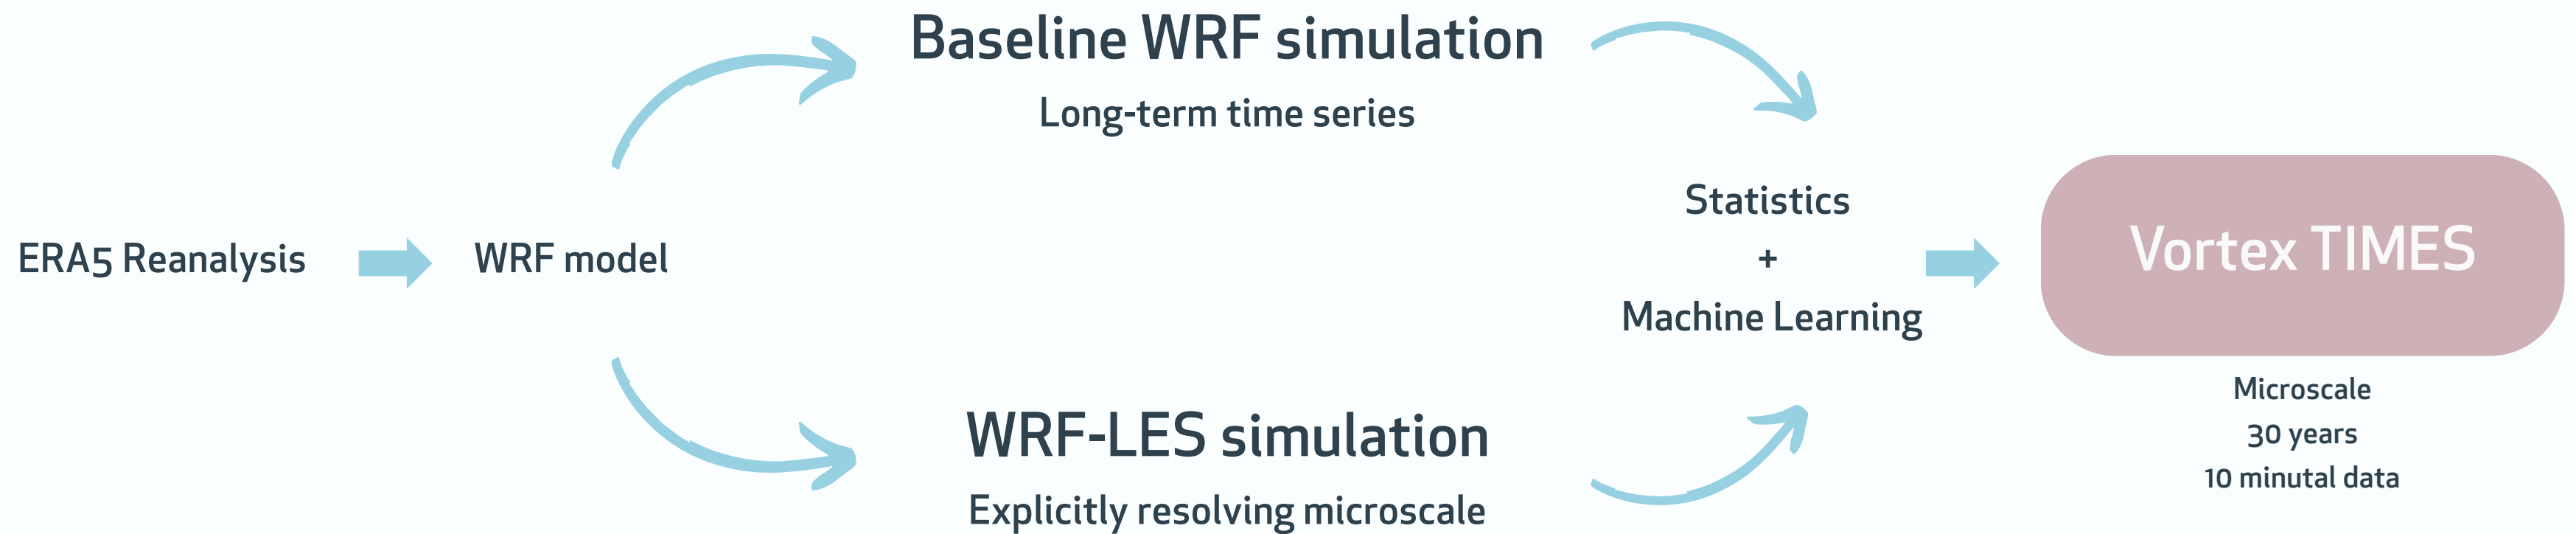 Baseline WRF simulation
Long-term time series
ERA5 Reanalysis
WRF model
WRF-LES simulation
Explicitly resolving microscale
Statistics
+
Machine Learning
Vortex TIMES
Microscale
30 years
10 minutal data